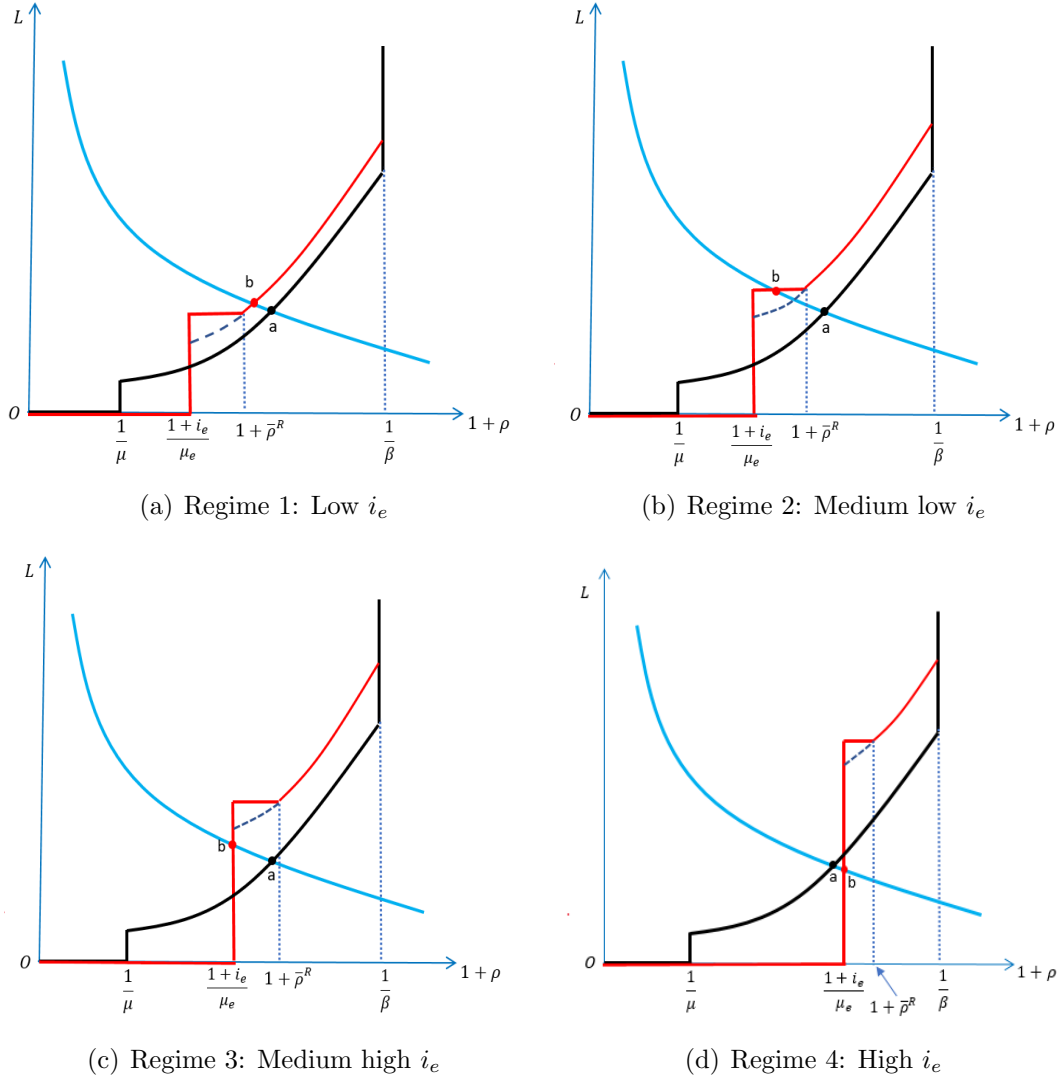 L
b
a
O
1/μ
(1 + i_e)/μ_e
1 + ρ̅^R
1/β
1 + ρ
(a) Regime 1: Low i_e
L
b
a
O
1/μ
(1 + i_e)/μ_e
1 + ρ̅^R
1/β
1 + ρ
(b) Regime 2: Medium low i_e
L
b
a
O
1/μ
(1 + i_e)/μ_e
1 + ρ̅^R
1/β
1 + ρ
(c) Regime 3: Medium high i_e
L
a
b
O
1/μ
(1 + i_e)/μ_e
1 + ρ̅^R
1/β
1 + ρ
(d) Regime 4: High i_e